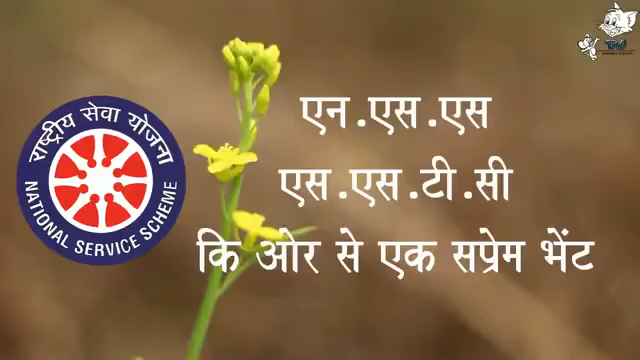 राष्ट्रीय सेवा योजना
NATIONAL SERVICE SCHEME
एन.एस.एस
एस.एस.टी.सी
कि ओर से एक सप्रेम भेंट